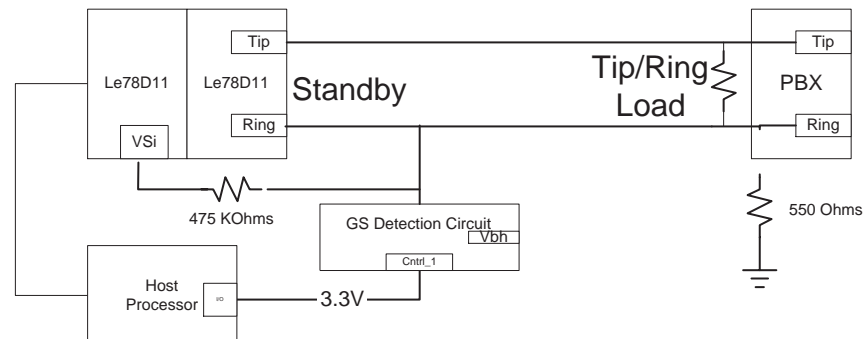 Tip
Tip
Le78D11
Le78D11
Standby
Tip/Ring
Load
PBX
Ring
Ring
VSi
475 KOhms
GS Detection Circuit
Vbh
Cntrl_1
550 Ohms
Host
Processor
I/O
3.3V